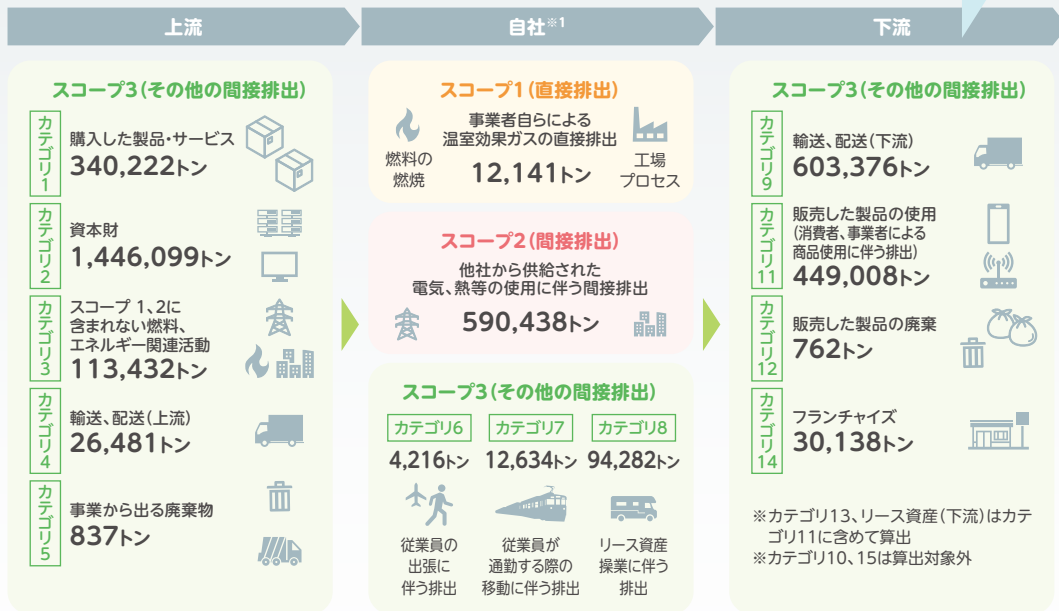 上流
スコープ3(その他の間接排出)
カテゴリ1
購入した製品・サービス
340,222トン
カテゴリ2
資本財
1,446,099トン
カテゴリ3
スコープ 1、2に
含まれない燃料、
エネルギー関連活動
113,432トン
カテゴリ4
輸送、配送(上流)
26,481トン
カテゴリ5
事業から出る廃棄物
837トン
自社※1
スコープ1(直接排出)
事業者自らによる
温室効果ガスの直接排出
12,141トン
燃料の
燃焼
工場
プロセス
スコープ2(間接排出)
他社から供給された
電気、熱等の使用に伴う間接排出
590,438トン
スコープ3(その他の間接排出)
カテゴリ6
4,216トン
従業員の
出張に
伴う排出
カテゴリ7
12,634トン
従業員が
通勤する際の
移動に伴う排出
カテゴリ8
94,282トン
リース資産
操業に伴う
排出
下流
スコープ3(その他の間接排出)
カテゴリ9
輸送、配送(下流)
603,376トン
カテゴリ11
販売した製品の使用
(消費者、事業者による
商品使用に伴う排出)
449,008トン
カテゴリ12
販売した製品の廃棄
762トン
カテゴリ14
フランチャイズ
30,138トン
※カテゴリ13、リース資産(下流)はカテ
ゴリ11に含めて算出
※カテゴリ10、15は算出対象外